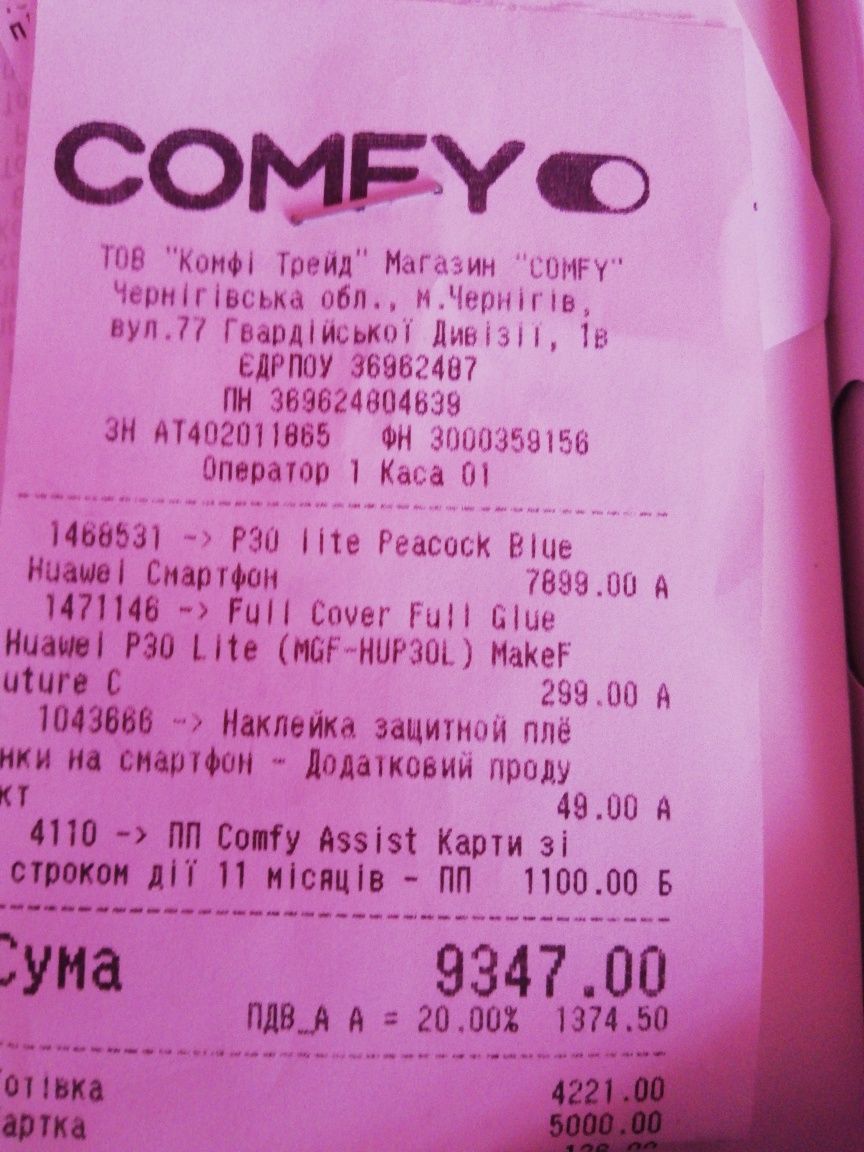 COMFY
ТОВ "Комфі Трейд" Магазин "COMFY"
Чернігівська обл., м.Чернігів,
вул.77 Гвардійської Дивізії, 1в
ЄДРПОУ 36962487
ПН 369624804639
ЗН АТ402011865 ФН 3000359156
Оператор 1 Каса 01
1468531 -> P30 lite Peacock Blue
Huawei Смартфон 7899.00 А
1471146 -> Full Cover Full Glue
Huawei P30 Lite (MGF-HUP30L) MakeF
uture C 299.00 А
1043666 -> Наклейка защитной плё
нки на смартфон - Додатковий проду
кт 49.00 А
4110 -> ПП Comfy Assist Карти зі
строком дії 11 місяців - ПП 1100.00 Б
Сума 9347.00
ПДВ_А А = 20.00% 1374.50
отівка 4221.00
артка 5000.00